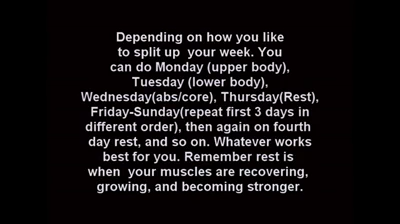 Depending on how you like
to split up your week. You
can do Monday (upper body),
Tuesday (lower body),
Wednesday(abs/core), Thursday(Rest),
Friday-Sunday(repeat first 3 days in
different order), then again on fourth
day rest, and so on. Whatever works
best for you. Remember rest is
when your muscles are recovering,
growing, and becoming stronger.